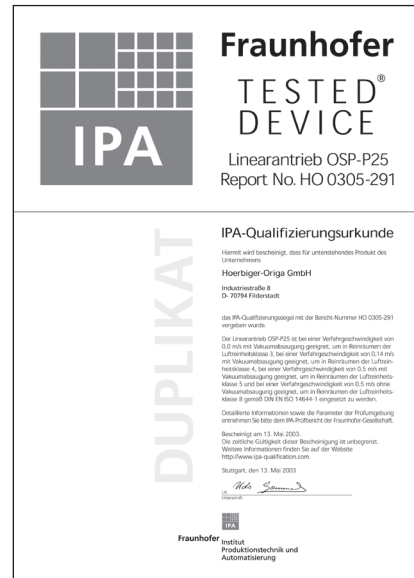 Fraunhofer
IPA
TESTED®
DEVICE
Linearantrieb OSP-P25
Report No. HO 0305-291
DUPLIKAT
IPA-Qualifizierungsurkunde
Hiermit wird bescheinigt, dass für untenstehendes Produkt des
Unternehmens
Hoerbiger-Origa GmbH
Industriestraße 8
D- 70794 Filderstadt
das IPA-Qualifizierungssiegel mit der Bericht-Nummer HO 0305-291
vergeben wurde.
Der Linearantrieb OSP-P25 ist bei einer Verfahrgeschwindigkeit von
0,0 m/s mit Vakuumabsaugung geeignet, um in Reinräumen der
Luftreinheitsklasse 3, bei einer Verfahrgeschwindigkeit von 0,14 m/s
mit Vakuumabsaugung geeignet, um in Reinräumen der Luftrein-
heitsklasse 4, bei einer Verfahrgeschwindigkeit von 0,5 m/s mit
Vakuumabsaugung geeignet, um in Reinräumen der Luftreinheits-
klasse 5 und bei einer Verfahrgeschwindigkeit von 0,5 m/s ohne
Vakuumabsaugung geeignet, um in Reinräumen der Luftreinheits-
klasse 8 gemäß DIN EN ISO 14644-1 eingesetzt zu werden.
Detaillierte Informationen sowie die Parameter der Prüfumgebung
entnehmen Sie bitte dem IPA-Prüfbericht der Fraunhofer-Gesellschaft.
Bescheinigt am 13. Mai 2003.
Die zeitliche Gültigkeit dieser Bescheinigung ist unbegrenzt.
Weitere Informationen finden Sie auf der Website
http://www.ipa-qualification.com.
Stuttgart, den 13. Mai 2003
i.A.
Unterschrift
IPA
Fraunhofer Institut
Produktionstechnik und
Automatisierung